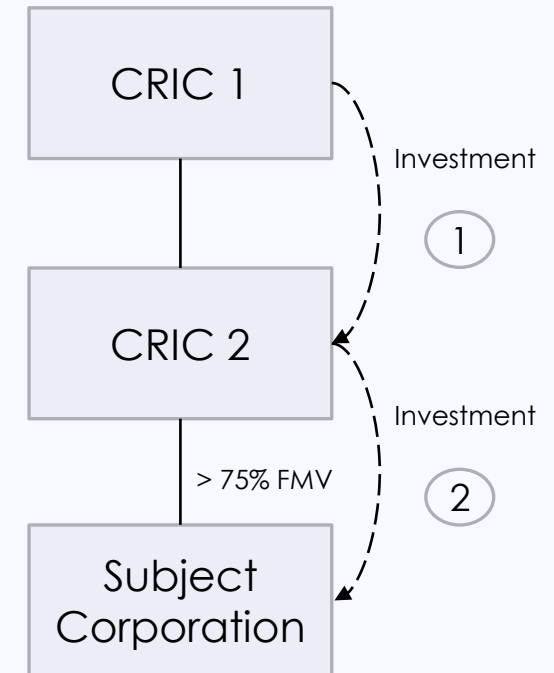 CRIC 1
Investment
1
CRIC 2
Investment
> 75% FMV
2
Subject
Corporation